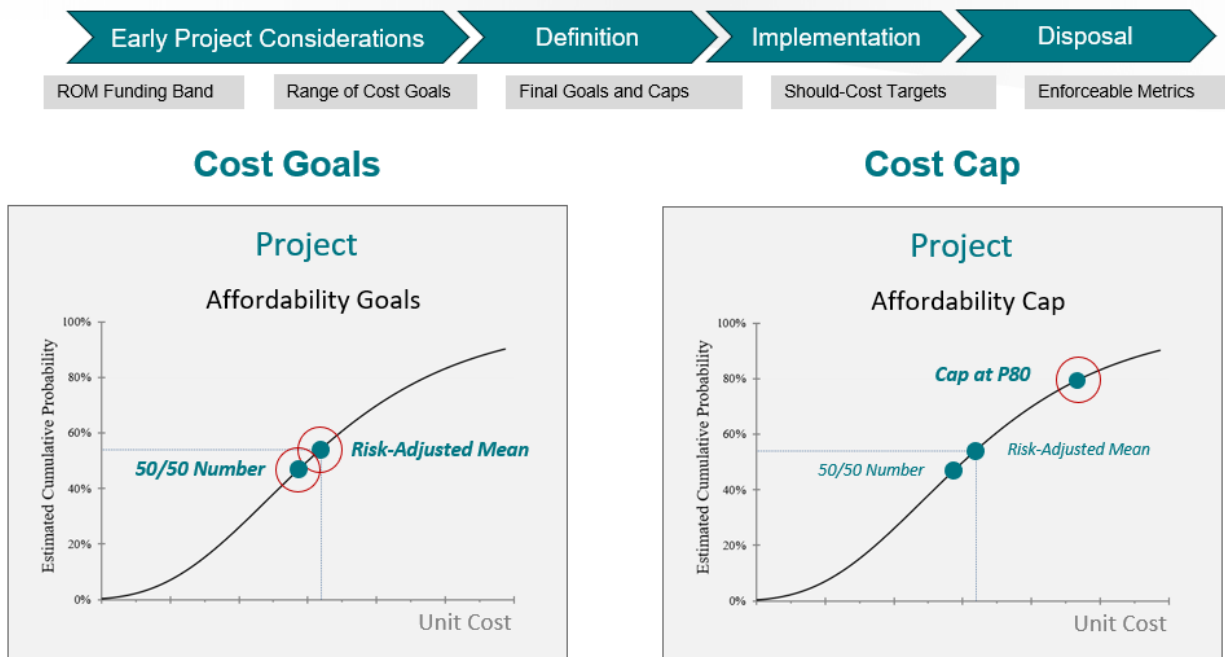 Early Project Considerations
Definition
Implementation
Disposal
ROM Funding Band
Range of Cost Goals
Final Goals and Caps
Should-Cost Targets
Enforceable Metrics
Cost Goals
Project
Affordability Goals
Estimated Cumulative Probability
100%
80%
60%
40%
20%
0%
50/50 Number
Risk-Adjusted Mean
Unit Cost
Cost Cap
Project
Affordability Cap
Estimated Cumulative Probability
100%
80%
60%
40%
20%
0%
Cap at P80
50/50 Number
Risk-Adjusted Mean
Unit Cost